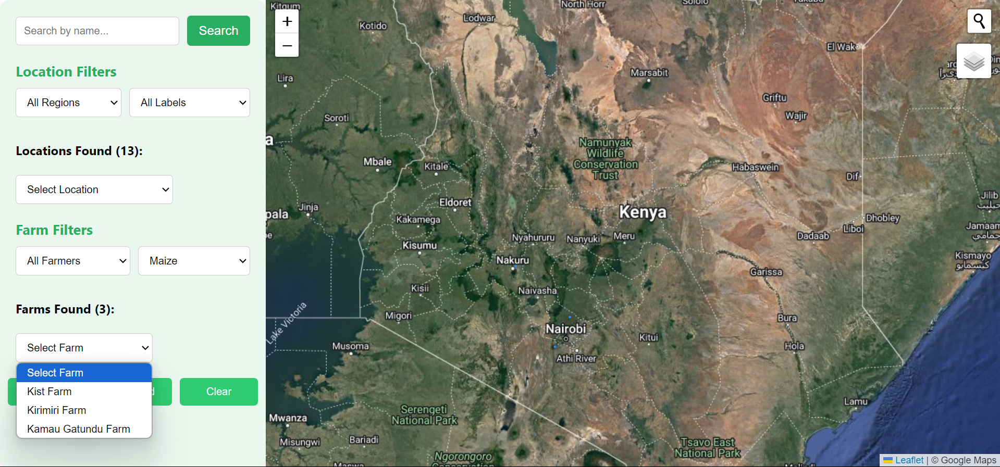 Search by name...
Search
Location Filters
All Regions
All Labels
Locations Found (13):
Select Location
Farm Filters
All Farmers
Maize
Farms Found (3):
Select Farm
Select Farm
Kist Farm
Kirimiri Farm
Kamau Gatundu Farm
Clear
+
−
Kitgum
Lodwar
North Horr
Sololo
Kotido
El Wak
Marsabit
Lira
Griftu
Wajir
Soroti
Namunyak
Wildlife
Conservation
Trust
Mbale
Kitale
Habaswein
Dif
Jilib
Eldoret
Jinja
Kenya
pala
Kakamega
Dhobley
Liboi
Jamaam
Nyahururu
Nanyuki
Meru
Dadaab
Kisumu
Kismayo
كيسمايو
Nakuru
Garissa
Kisii
Naivasha
Lake Victoria
Migori
Bura
Nairobi
Kitui
Musoma
Hola
Athi River
Lamu
Serengeti
National Park
Mwanza
Misungwi
Bariadi
Tsavo East
National Park
Ngorongoro
Leaflet | © Google Maps